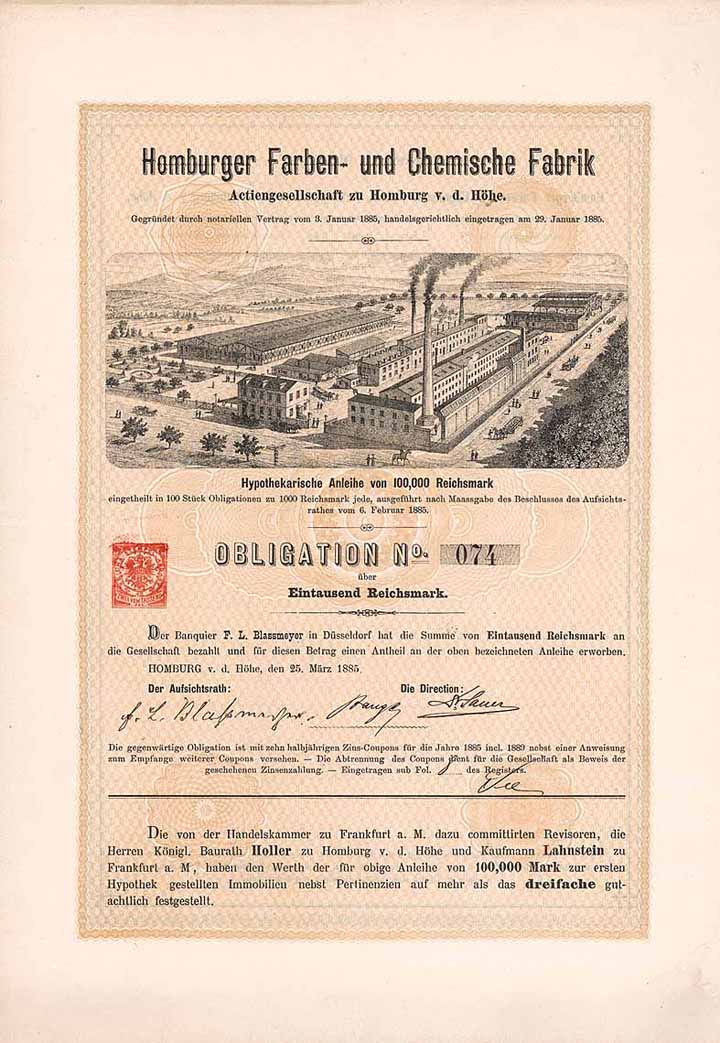 Homburger Farben- und Chemische Fabrik
Actiengesellschaft zu Homburg v. d. Höhe.
Gegründet durch notariellen Vertrag vom 3. Januar 1885, handelsgerichtlich eingetragen am 29. Januar 1885.
Hypothekarische Anleihe von 100,000 Reichsmark
eingetheilt in 100 Stück Obligationen zu 1000 Reichsmark jede, ausgeführt nach Maassgabe des Beschlusses des Aufsichts-
rathes vom 6. Februar 1885.
OBLIGATION No. 074
über
Eintausend Reichsmark.
Der Banquier F. L. Blassmeyer in Düsseldorf hat die Summe von Eintausend Reichsmark an
die Gesellschaft bezahlt und für diesen Betrag einen Antheil an der oben bezeichneten Anleihe erworben.
HOMBURG v. d. Höhe, den 25. März 1885.
Der Aufsichtsrath: Die Direction:
F. L. Blaßmeyer.
Die gegenwärtige Obligation ist mit zehn halbjährigen Zins-Coupons für die Jahre 1885 incl. 1889 nebst einer Anweisung
zum Empfange weiterer Coupons versehen. — Die Abtrennung des Coupons dient für die Gesellschaft als Beweis der
geschehenen Zinsenzahlung. — Eingetragen sub Fol. des Registers.
Die von der Handelskammer zu Frankfurt a. M. dazu committirten Revisoren, die
Herren Königl. Baurath Holler zu Homburg v. d. Höhe und Kaufmann Lahnstein zu
Frankfurt a. M, haben den Werth der für obige Anleihe von 100,000 Mark zur ersten
Hypothek gestellten Immobilien nebst Pertinenzien auf mehr als das dreifache gut-
achtlich festgestellt.